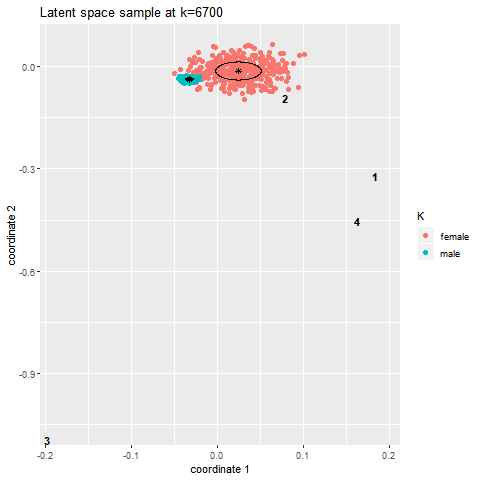 Latent space sample at k=6700
0.0
-0.3
-0.6
-0.9
coordinate 2
2
1
4
3
-0.2
-0.1
0.0
0.1
0.2
coordinate 1
K
female
male